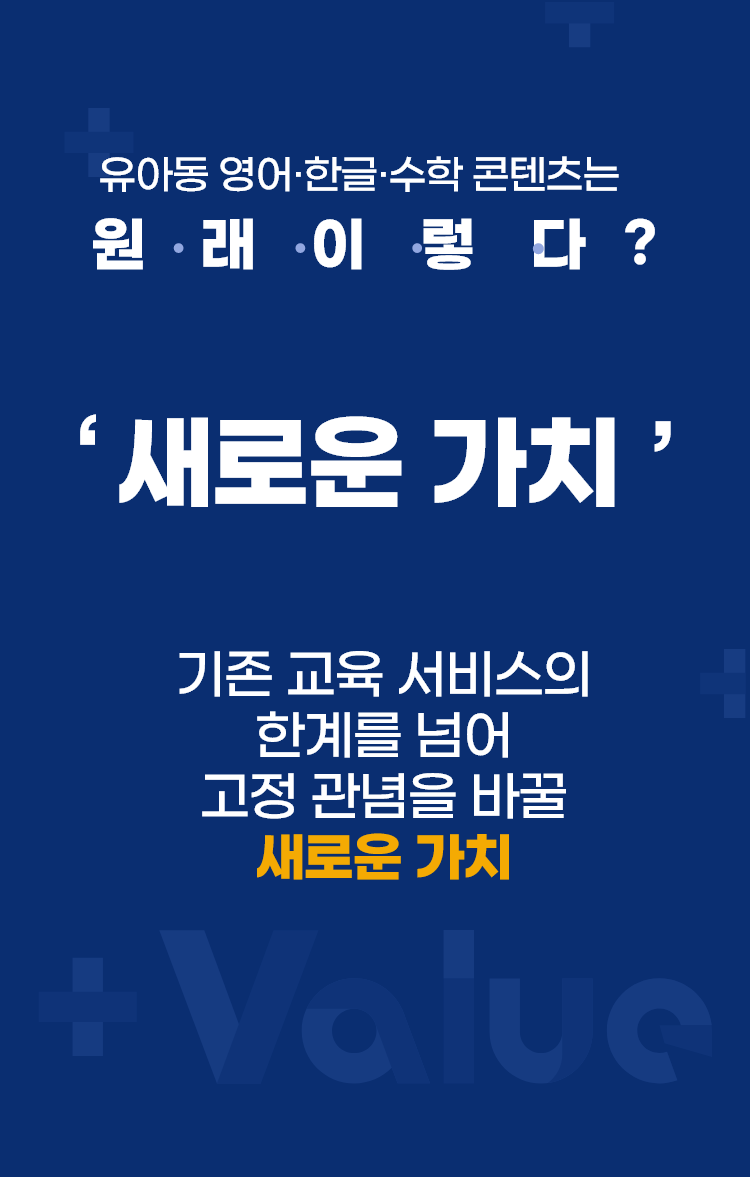 유아동 영어·한글·수학 콘텐츠는
원·래·이·렇·다?
‘새로운 가치’
기존 교육 서비스의
한계를 넘어
고정 관념을 바꿀
새로운 가치
+Value